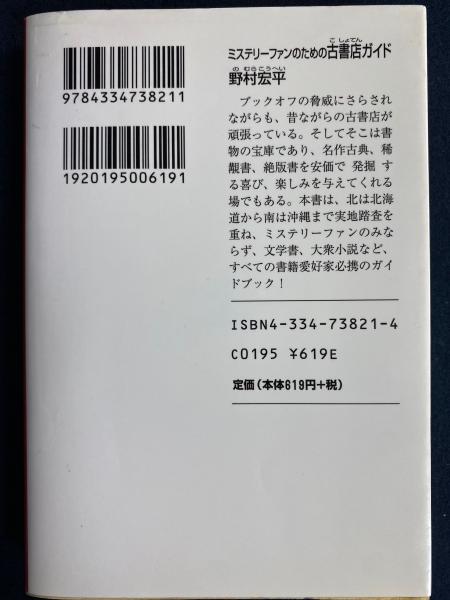 9784334738211
1920195006191
こしょてん
ミステリーファンのための古書店ガイド
のむらこうへい
野村宏平
ブックオフの脅威にさらされ
ながらも、昔ながらの古書店が
頑張っている。そしてそこは書
物の宝庫であり、名作古典、稀
覯書、絶版書を安価で 発掘 す
る喜び、楽しみを与えてくれる
場でもある。本書は、北は北海
道から南は沖縄まで実地踏査を
重ね、ミステリーファンのみな
らず、文学書、大衆小説など、
すべての書籍愛好家必携のガイ
ドブック！
ISBN4-334-73821-4
C0195 ¥619E
定価（本体619円+税）